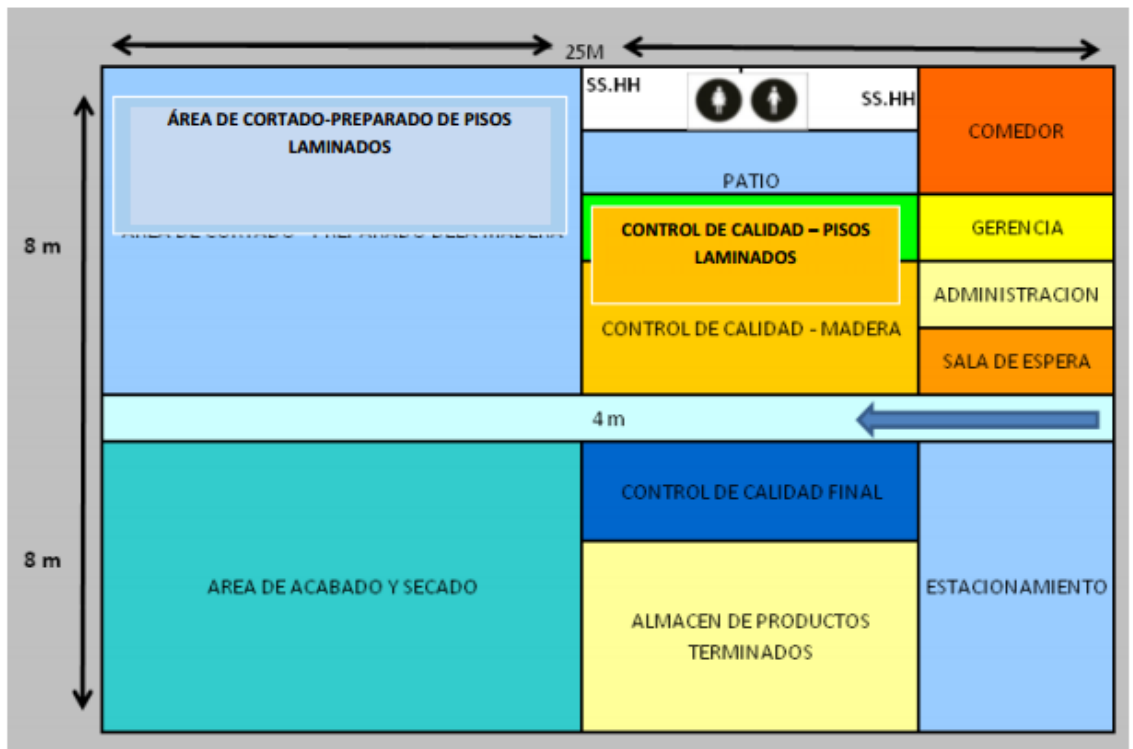 25M
ÁREA DE CORTADO-PREPARADO DE PISOS
LAMINADOS
SS.HH
SS.HH
COMEDOR
PATIO
8 m
CONTROL DE CALIDAD – PISOS
LAMINADOS
GERENCIA
ADMINISTRACION
CONTROL DE CALIDAD - MADERA
SALA DE ESPERA
4 m
CONTROL DE CALIDAD FINAL
8 m
AREA DE ACABADO Y SECADO
ALMACEN DE PRODUCTOS
TERMINADOS
ESTACIONAMIENTO